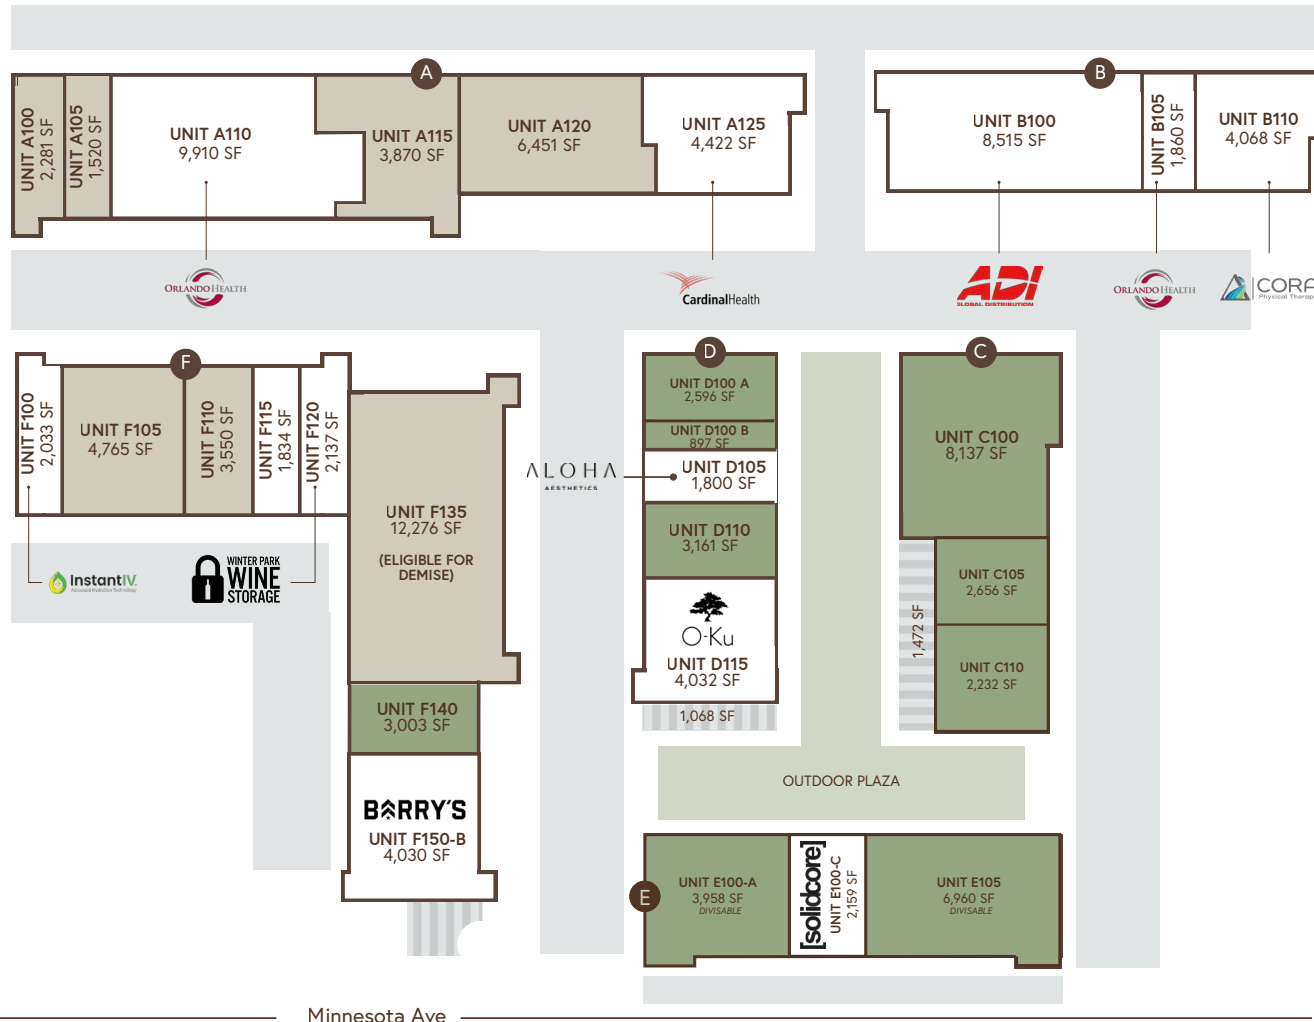 A
B
UNIT A100
2,281 SF
UNIT A105
1,520 SF
UNIT A110
9,910 SF
UNIT A115
3,870 SF
UNIT A120
6,451 SF
UNIT A125
4,422 SF
UNIT B100
8,515 SF
UNIT B105
1,860 SF
UNIT B110
4,068 SF
ORLANDO HEALTH
CardinalHealth
ADI
GLOBAL DISTRIBUTION
ORLANDO HEALTH
CORA
Physical Therap
F
D
C
UNIT F100
2,033 SF
UNIT F105
4,765 SF
UNIT F110
3,550 SF
UNIT F115
1,834 SF
UNIT F120
2,137 SF
UNIT F135
12,276 SF
(ELIGIBLE FOR
DEMISE)
InstantIV.
Advanced Hydration Technology
WINTER PARK
WINE
STORAGE
UNIT F140
3,003 SF
BARRY'S
UNIT F150-B
4,030 SF
UNIT D100 A
2,596 SF
UNIT D100 B
897 SF
ALOHA
AESTHETICS
UNIT D105
1,800 SF
UNIT D110
3,161 SF
O-Ku
UNIT D115
4,032 SF
1,068 SF
UNIT C100
8,137 SF
UNIT C105
2,656 SF
1,472 SF
UNIT C110
2,232 SF
OUTDOOR PLAZA
E
UNIT E100-A
3,958 SF
DIVISABLE
[solidcore]
UNIT E100-C
2,159 SF
UNIT E105
6,960 SF
DIVISABLE
Minnesota Ave